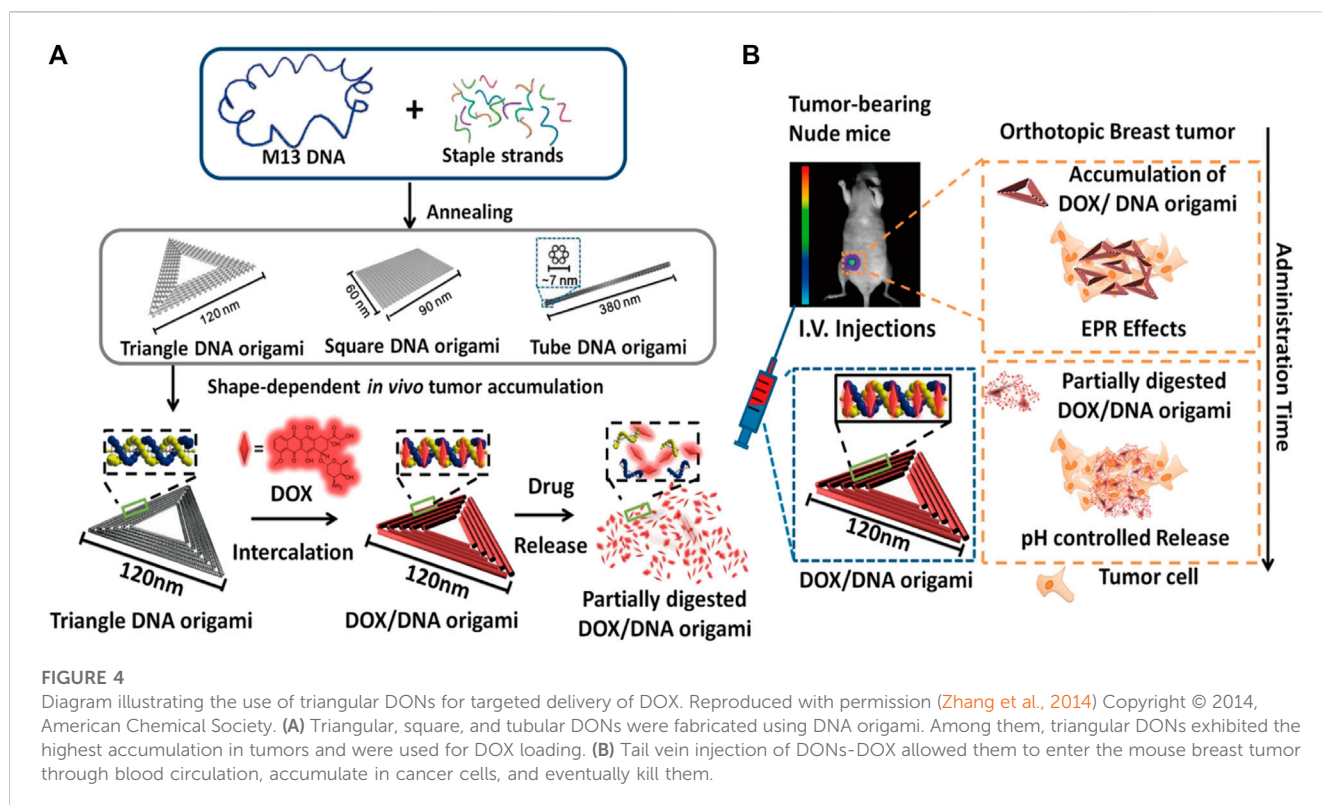 A
M13 DNA
+
Staple strands
Annealing
120 nm
Triangle DNA origami
60 nm
90 nm
Square DNA origami
~7 nm
380 nm
Tube DNA origami
Shape-dependent in vivo tumor accumulation
=
DOX
Intercalation
120nm
Triangle DNA origami
120nm
DOX/DNA origami
Drug
Release
Partially digested
DOX/DNA origami
B
Tumor-bearing
Nude mice
I.V. Injections
120nm
DOX/DNA origami
Orthotopic Breast tumor
Accumulation of
DOX/ DNA origami
EPR Effects
Partially digested
DOX/DNA origami
pH controlled Release
Tumor cell
Administration Time
FIGURE 4
Diagram illustrating the use of triangular DONs for targeted delivery of DOX. Reproduced with permission (Zhang et al., 2014) Copyright © 2014,
American Chemical Society. (A) Triangular, square, and tubular DONs were fabricated using DNA origami. Among them, triangular DONs exhibited the
highest accumulation in tumors and were used for DOX loading. (B) Tail vein injection of DONs-DOX allowed them to enter the mouse breast tumor
through blood circulation, accumulate in cancer cells, and eventually kill them.